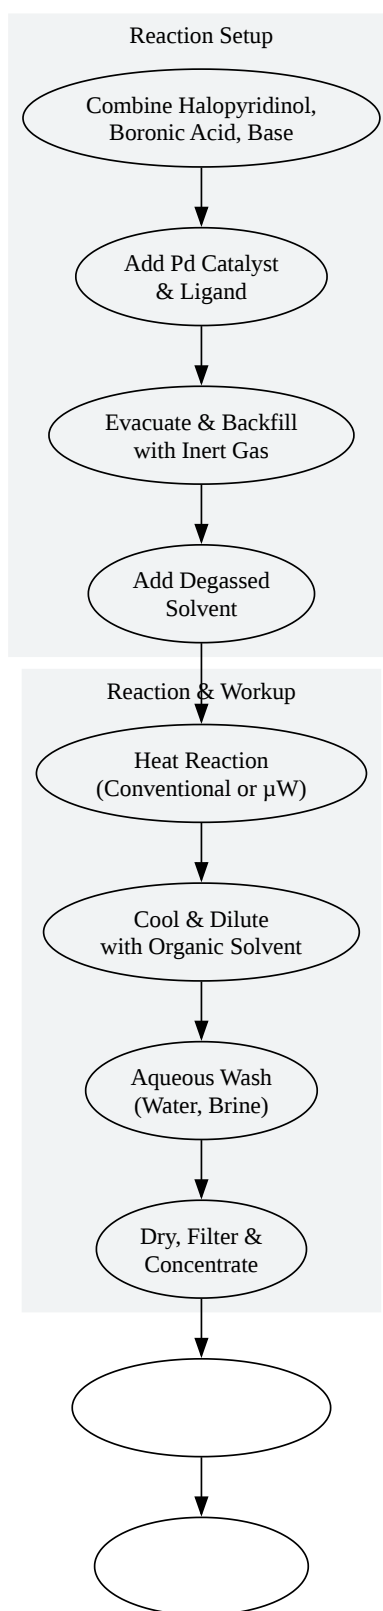 Reaction Setup
Combine Halopyridinol,
Boronic Acid, Base
Add Pd Catalyst
& Ligand
Evacuate & Backfill
with Inert Gas
Add Degassed
Solvent
Reaction & Workup
Heat Reaction
(Conventional or µW)
Cool & Dilute
with Organic Solvent
Aqueous Wash
(Water, Brine)
Dry, Filter &
Concentrate